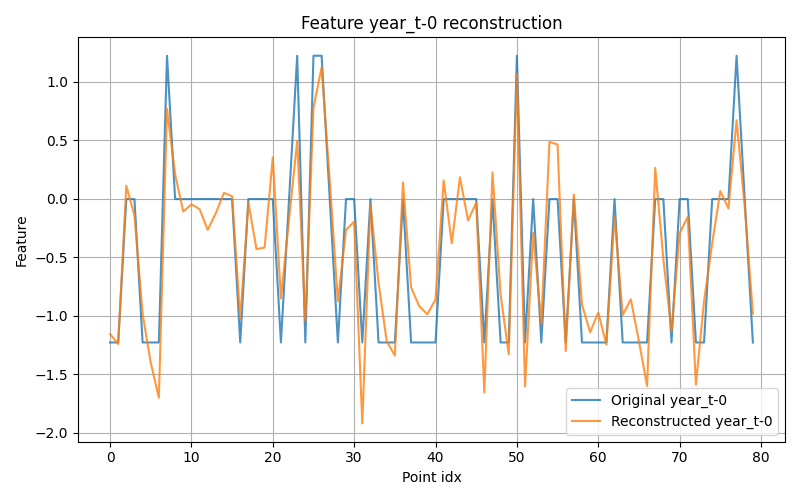 Feature year_t-0 reconstruction
Feature
1.0
0.5
0.0
−0.5
−1.0
−1.5
−2.0
0 10 20 30 40 50 60 70 80
Point idx
Original year_t-0
Reconstructed year_t-0